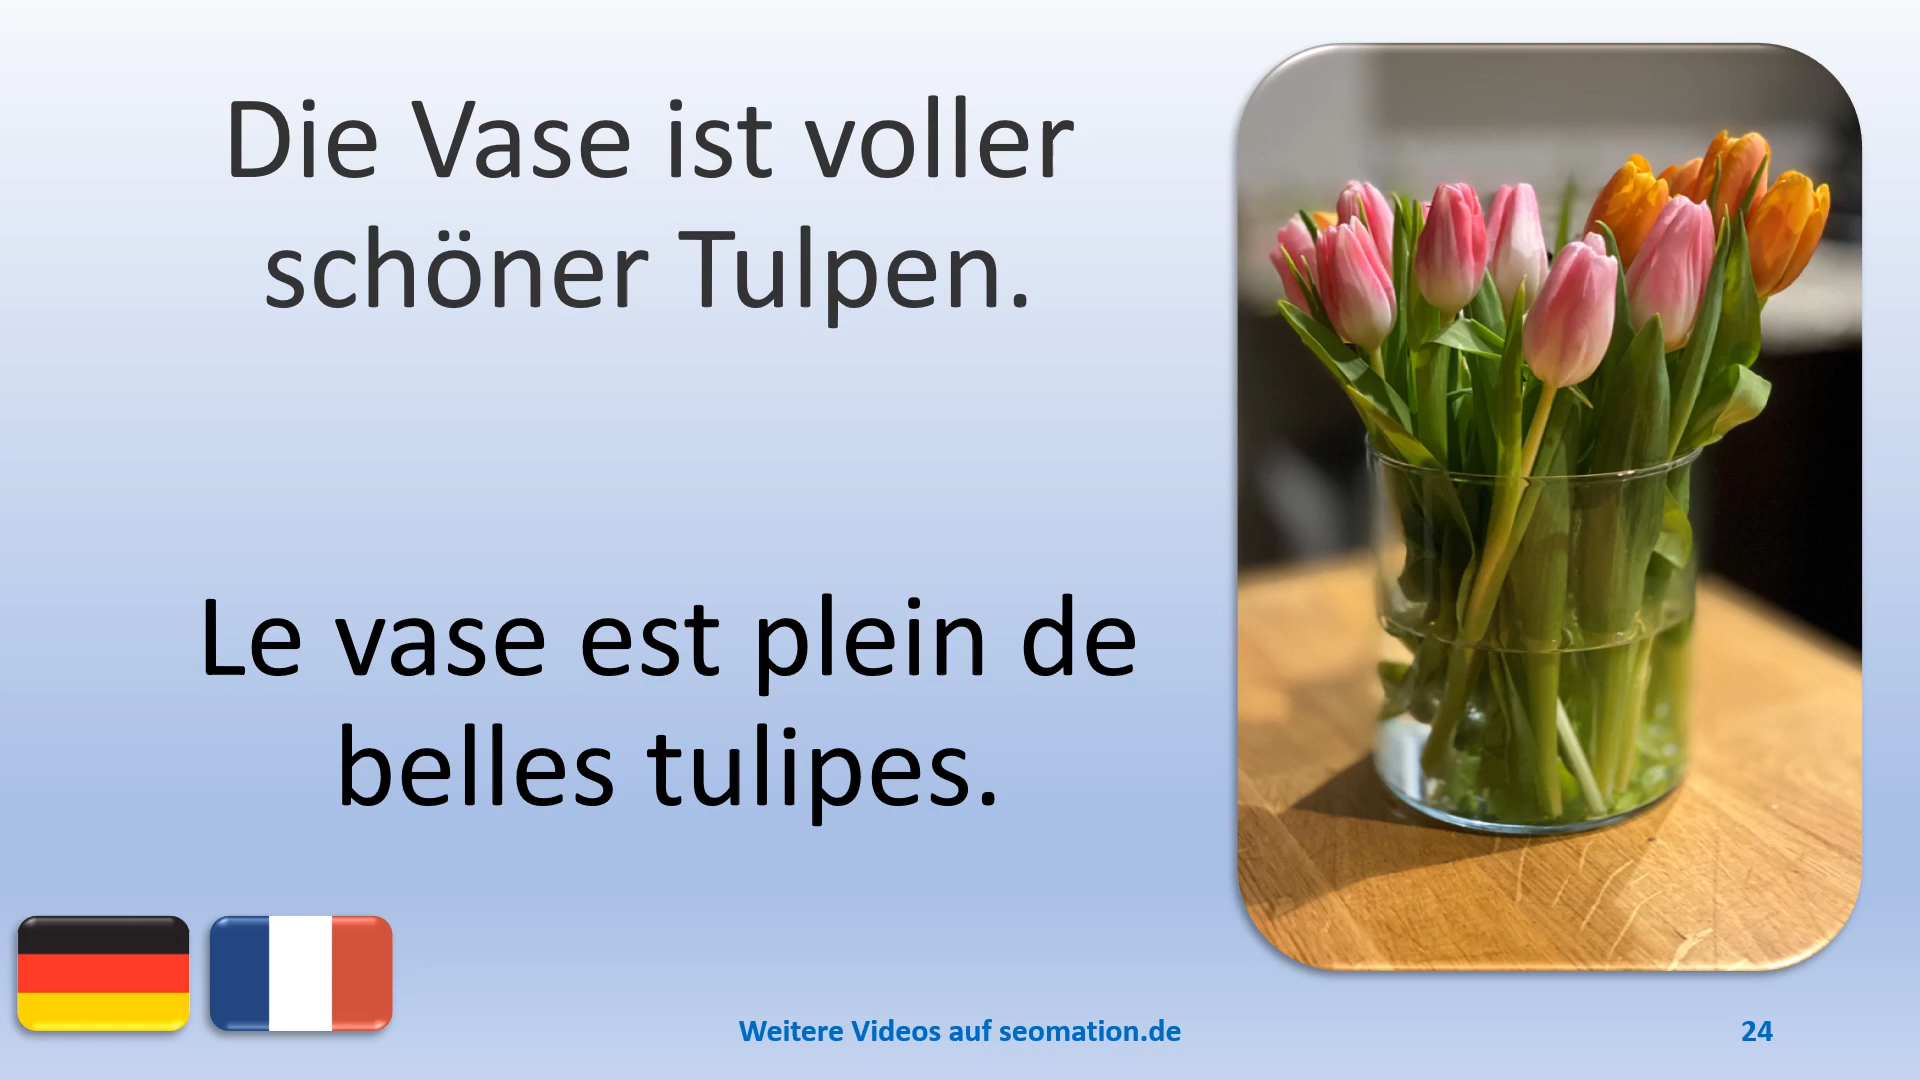 Die Vase ist voller
schöner Tulpen.
Le vase est plein de
belles tulipes.
Weitere Videos auf seomation.de
24